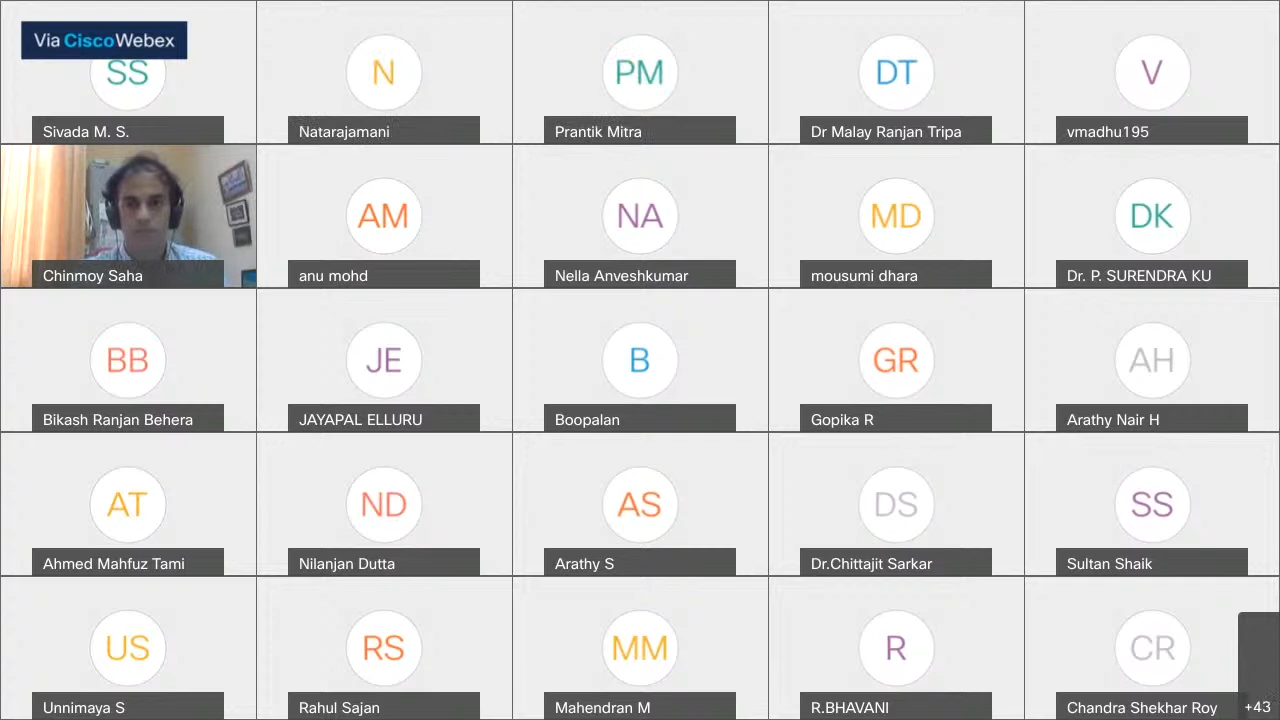 Via CiscoWebex
SS
N
PM
DT
V
Sivada M. S.
Natarajamani
Prantik Mitra
Dr Malay Ranjan Tripa
vmadhu195
AM
NA
MD
DK
Chinmoy Saha
anu mohd
Nella Anveshkumar
mousumi dhara
Dr. P. SURENDRA KU
BB
JE
B
GR
AH
Bikash Ranjan Behera
JAYAPAL ELLURU
Boopalan
Gopika R
Arathy Nair H
AT
ND
AS
DS
SS
Ahmed Mahfuz Tami
Nilanjan Dutta
Arathy S
Dr.Chittajit Sarkar
Sultan Shaik
US
RS
MM
R
CR
Unnimaya S
Rahul Sajan
Mahendran M
R.BHAVANI
Chandra Shekhar Roy
+43